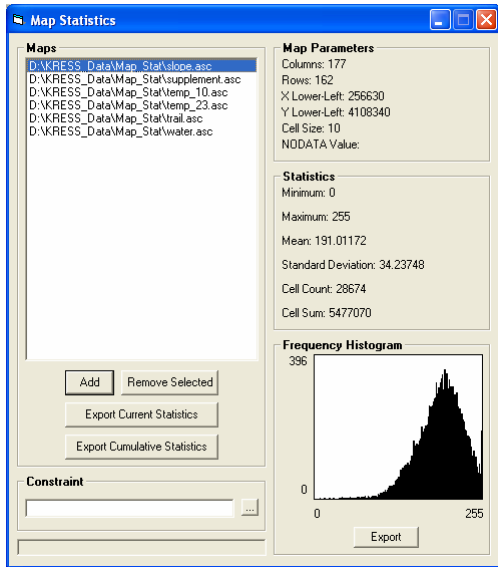 Map Statistics
Maps
D:\KRESS_Data\Map_Stat\slope.asc
D:\KRESS_Data\Map_Stat\supplement.asc
D:\KRESS_Data\Map_Stat\temp_10.asc
D:\KRESS_Data\Map_Stat\temp_23.asc
D:\KRESS_Data\Map_Stat\trail.asc
D:\KRESS_Data\Map_Stat\water.asc
Add
Remove Selected
Export Current Statistics
Export Cumulative Statistics
Constraint
...
Map Parameters
Columns: 177
Rows: 162
X Lower-Left: 256630
Y Lower-Left: 4108340
Cell Size: 10
NODATA Value:
Statistics
Minimum: 0
Maximum: 255
Mean: 191.01172
Standard Deviation: 34.23748
Cell Count: 28674
Cell Sum: 5477070
Frequency Histogram
396
0
0
255
Export